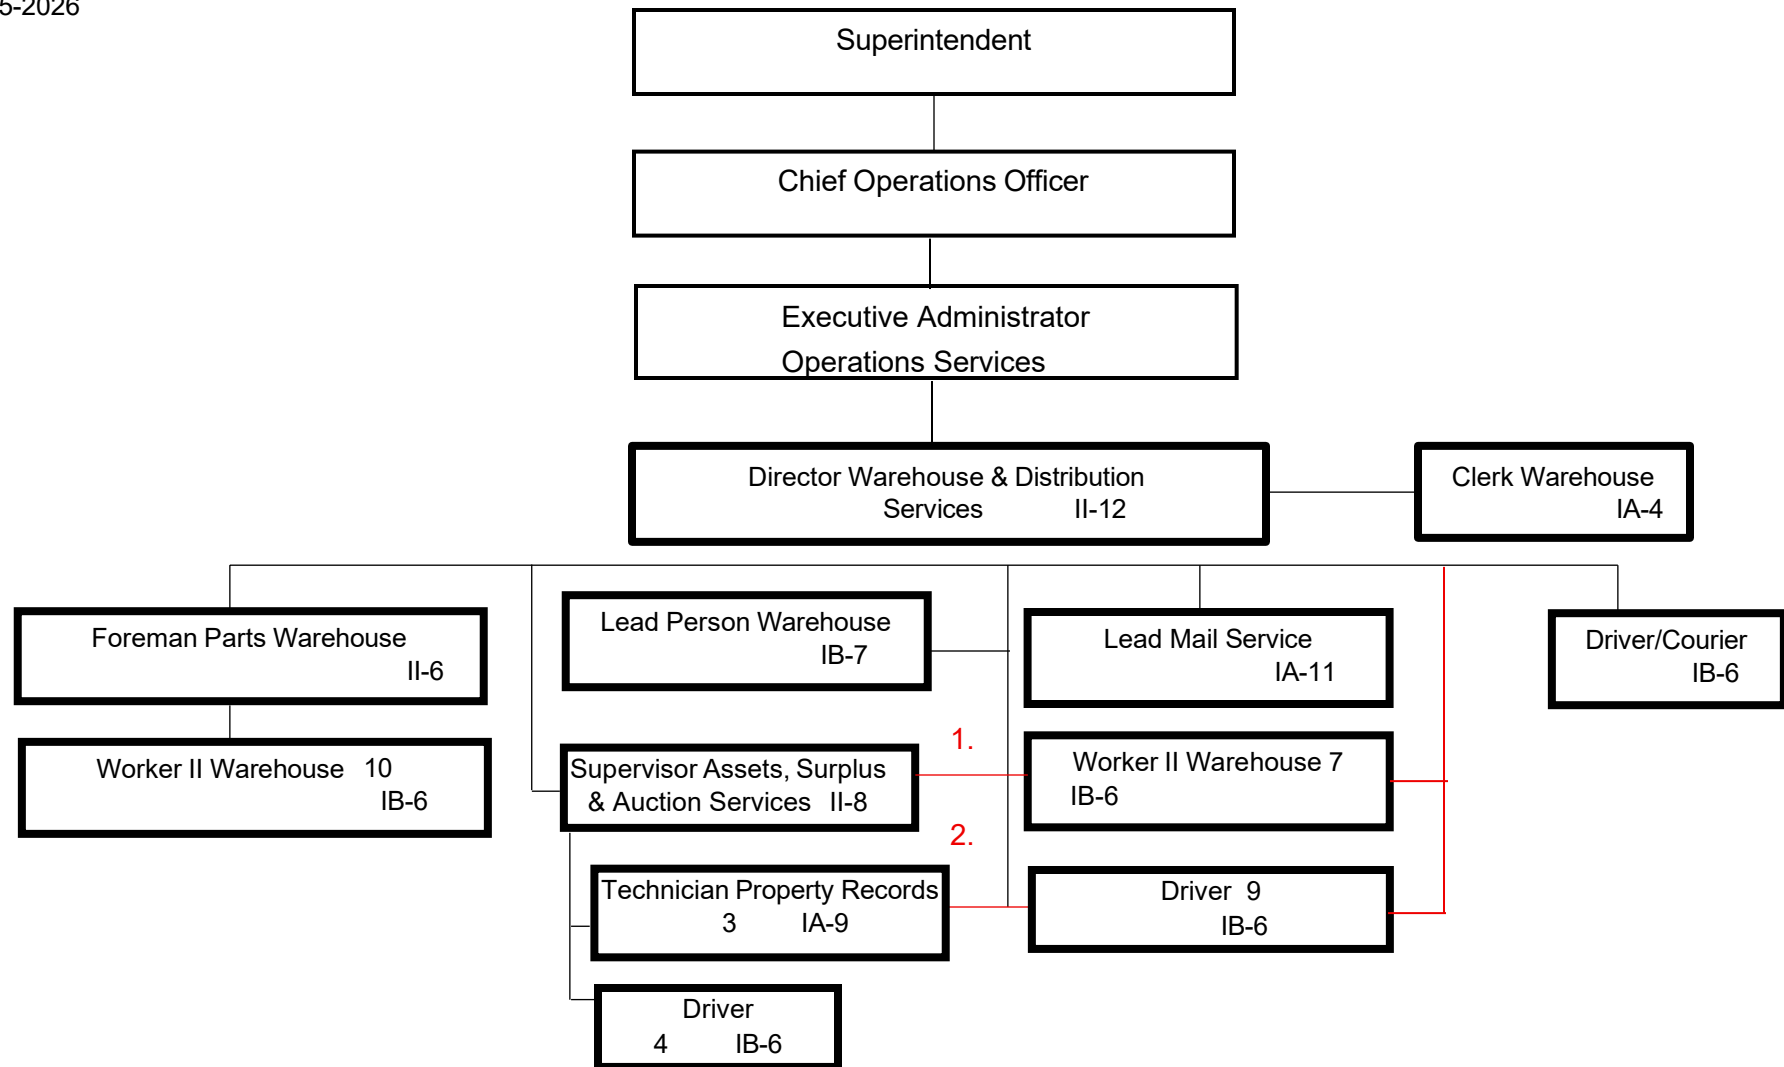 5-2026
Superintendent
Chief Operations Officer
Executive Administrator
Operations Services
Director Warehouse & Distribution
Services II-12
Clerk Warehouse
IA-4
Foreman Parts Warehouse
II-6
Lead Person Warehouse
IB-7
Lead Mail Service
IA-11
Driver/Courier
IB-6
Worker II Warehouse 10
IB-6
1.
Supervisor Assets, Surplus
& Auction Services II-8
Worker II Warehouse 7
IB-6
2.
Technician Property Records
3 IA-9
Driver 9
IB-6
Driver
4 IB-6